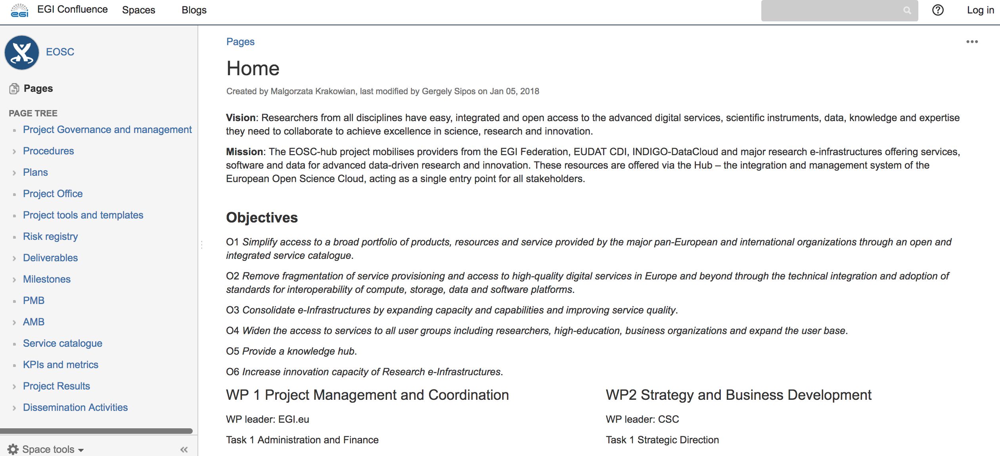 egi EGI Confluence Spaces Blogs Log in
EOSC
Pages
PAGE TREE
Project Governance and management
Procedures
Plans
Project Office
Project tools and templates
Risk registry
Deliverables
Milestones
PMB
AMB
Service catalogue
KPIs and metrics
Project Results
Dissemination Activities
Space tools
Pages
Home
Created by Malgorzata Krakowian, last modified by Gergely Sipos on Jan 05, 2018
Vision: Researchers from all disciplines have easy, integrated and open access to the advanced digital services, scientific instruments, data, knowledge and expertise
they need to collaborate to achieve excellence in science, research and innovation.
Mission: The EOSC-hub project mobilises providers from the EGI Federation, EUDAT CDI, INDIGO-DataCloud and major research e-infrastructures offering services,
software and data for advanced data-driven research and innovation. These resources are offered via the Hub – the integration and management system of the
European Open Science Cloud, acting as a single entry point for all stakeholders.
Objectives
O1 Simplify access to a broad portfolio of products, resources and service provided by the major pan-European and international organizations through an open and
integrated service catalogue.
O2 Remove fragmentation of service provisioning and access to high-quality digital services in Europe and beyond through the technical integration and adoption of
standards for interoperability of compute, storage, data and software platforms.
O3 Consolidate e-Infrastructures by expanding capacity and capabilities and improving service quality.
O4 Widen the access to services to all user groups including researchers, high-education, business organizations and expand the user base.
O5 Provide a knowledge hub.
O6 Increase innovation capacity of Research e-Infrastructures.
WP 1 Project Management and Coordination
WP leader: EGI.eu
Task 1 Administration and Finance
WP2 Strategy and Business Development
WP leader: CSC
Task 1 Strategic Direction